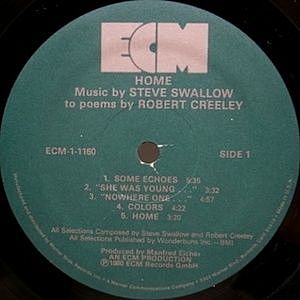 ECM
HOME
Music by STEVE SWALLOW
to poems by ROBERT CREELEY
ECM-1-1160
SIDE 1
1. SOME ECHOES 5:35
2. "SHE WAS YOUNG . . ." 3:32
3. "NOWHERE ONE . . ." 4:57
4. COLORS 4:22
5. HOME 3:20
All Selections Composed by Steve Swallow and Robert Creeley
All Selections Published by Wonderbuns Inc.—BMI
Produced by Manfred Eicher
AN ECM PRODUCTION
℗ 1980 ECM Records GmbH